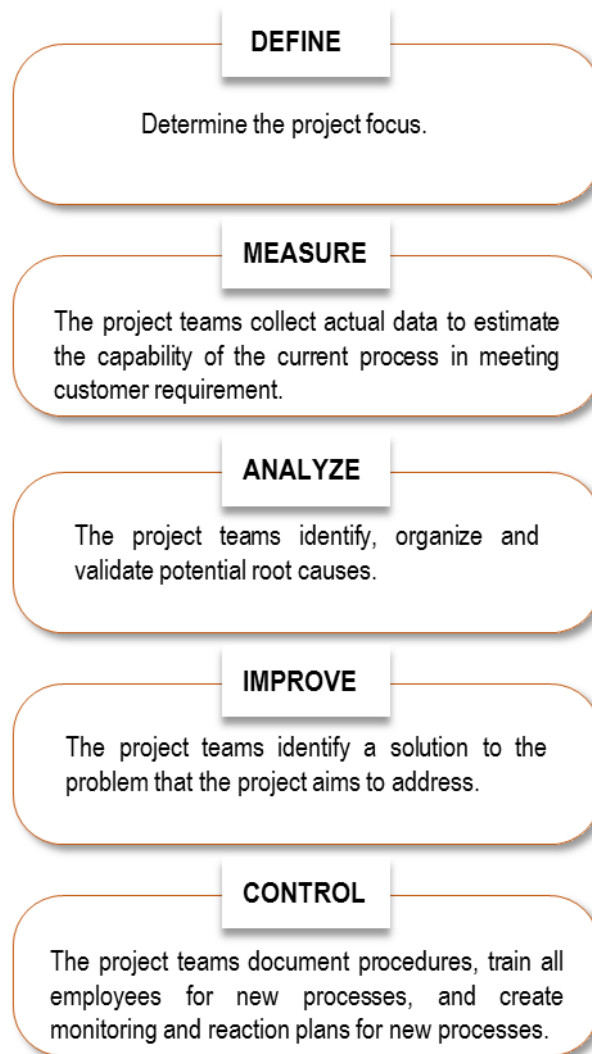 DEFINE
Determine the project focus.
MEASURE
The project teams collect actual data to estimate
the capability of the current process in meeting
customer requirement.
ANALYZE
The project teams identify, organize and
validate potential root causes.
IMPROVE
The project teams identify a solution to the
problem that the project aims to address.
CONTROL
The project teams document procedures, train all
employees for new processes, and create
monitoring and reaction plans for new processes.